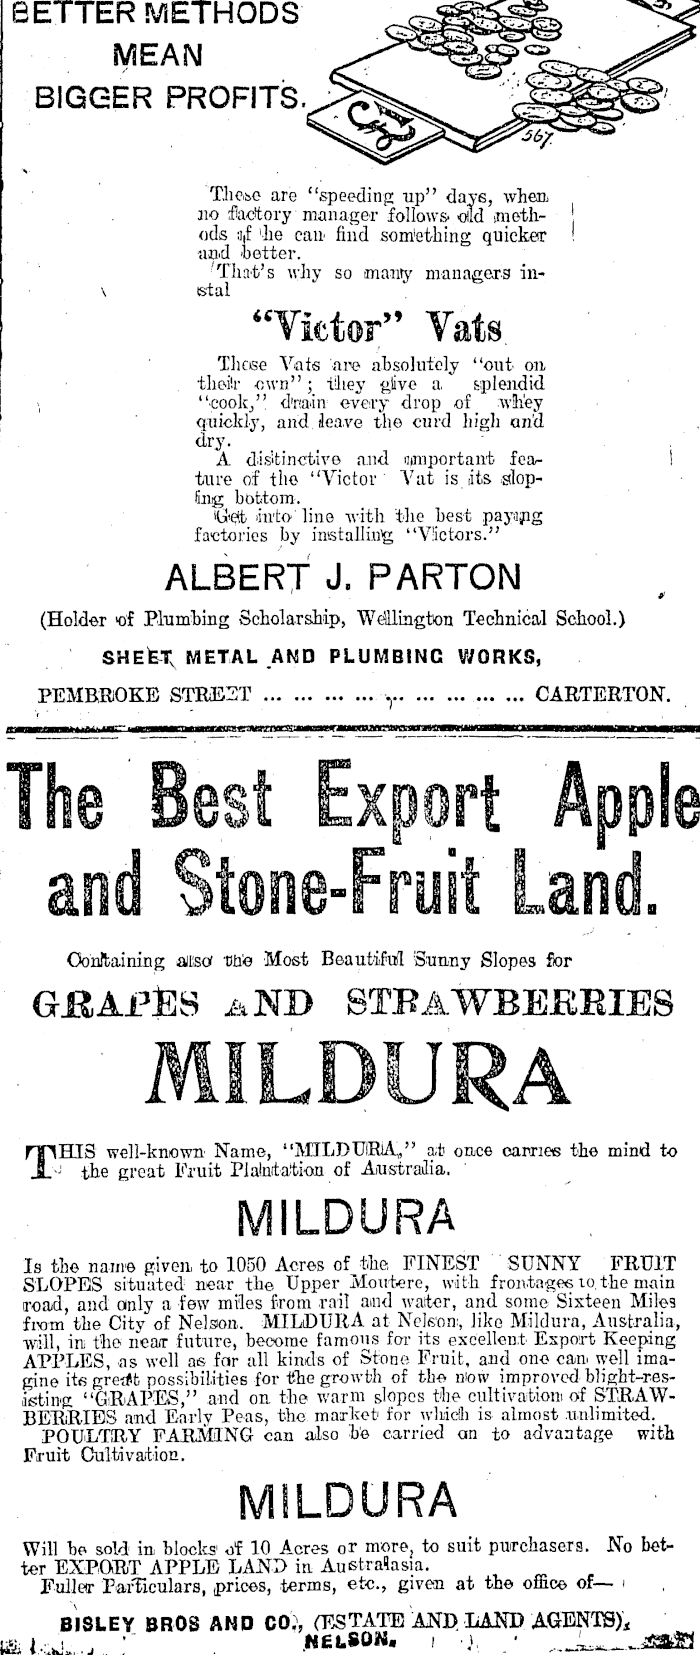 BETTER METHODS
MEAN
BIGGER PROFITS.
567.
These are "speeding up" days, when
no factory manager follows old meth-
ods if he can find something quicker
and better.
That's why so many managers in-
stal
"Victor" Vats
These Vats are absolutely "out on
their own"; they give a splendid
"cook," drain every drop of whey
quickly, and leave the curd high and
dry.
A distinctive and important fea-
ture of the "Victor Vat is its slop-
ing bottom.
Get into line with the best paying
factories by installing "Victors."
ALBERT J. PARTON
(Holder of Plumbing Scholarship, Wellington Technical School.)
SHEET METAL AND PLUMBING WORKS,
PEMBROKE STREET ... ... ... ... ... ... ... ... ... CARTERTON.
The Best Export Apple
and Stone-Fruit Land.
Containing also the Most Beautiful Sunny Slopes for
GRAPES AND STRAWBERRIES
MILDURA
THIS well-known Name, "MILDURA," at once carries the mind to
the great Fruit Plantation of Australia.
MILDURA
Is the name given to 1050 Acres of the FINEST SUNNY FRUIT
SLOPES situated near the Upper Moutere, with frontages to the main
road, and only a few miles from rail and water, and some Sixteen Miles
from the City of Nelson. MILDURA at Nelson, like Mildura, Australia,
will, in the near future, become famous for its excellent Export Keeping
APPLES, as well as for all kinds of Stone Fruit, and one can well ima-
gine its great possibilities for the growth of the now improved blight-res-
isting "GRAPES," and on the warm slopes the cultivation of STRAW-
BERRIES and Early Peas, the market for which is almost unlimited.
POULTRY FARMING can also be carried on to advantage with
Fruit Cultivation.
MILDURA
Will be sold in blocks of 10 Acres or more, to suit purchasers. No bet-
ter EXPORT APPLE LAND in Australasia.
Fuller Particulars, prices, terms, etc., given at the office of—
BISLEY BROS AND CO., (ESTATE AND LAND AGENTS),
NELSON.